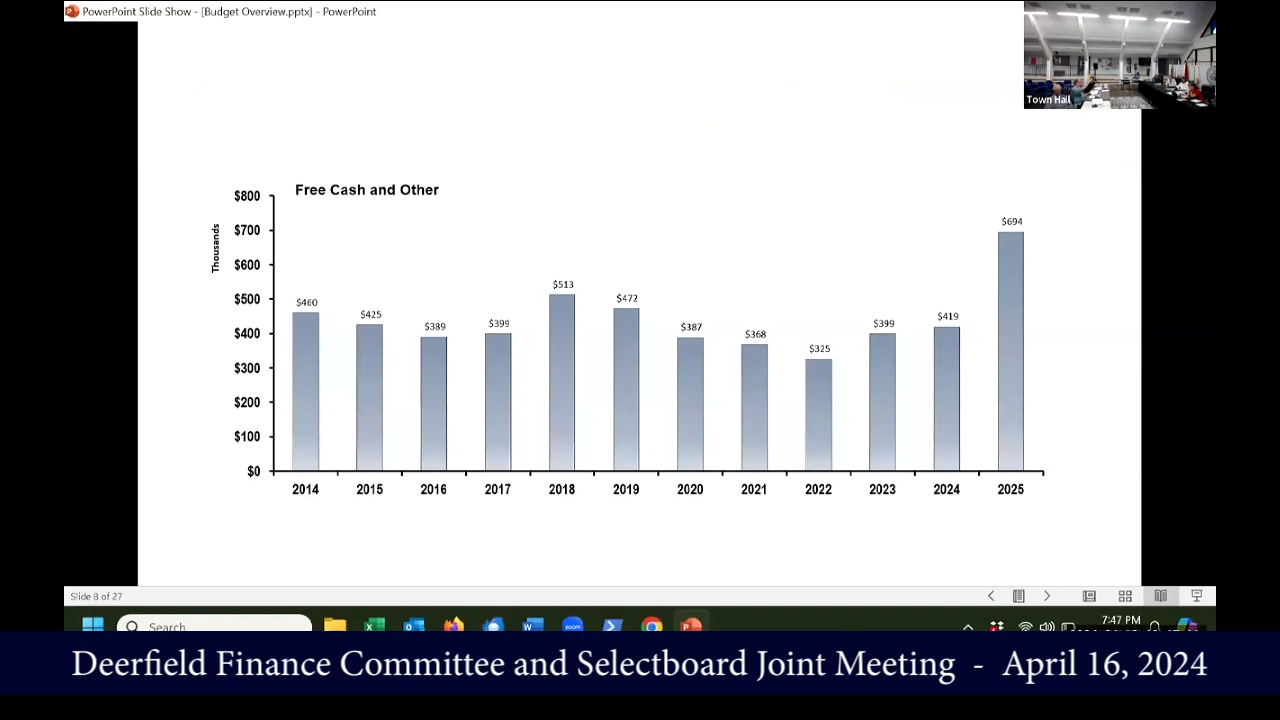 PowerPoint Slide Show - [Budget Overview.pptx] - PowerPoint
Town Hall
Free Cash and Other
Thousands
$800
$700
$600
$500
$400
$300
$200
$100
$0
$460
$425
$389
$399
$513
$472
$387
$368
$325
$399
$419
$694
2014 2015 2016 2017 2018 2019 2020 2021 2022 2023 2024 2025
Slide 8 of 27
Search
7:47 PM
Deerfield Finance Committee and Selectboard Joint Meeting - April 16, 2024